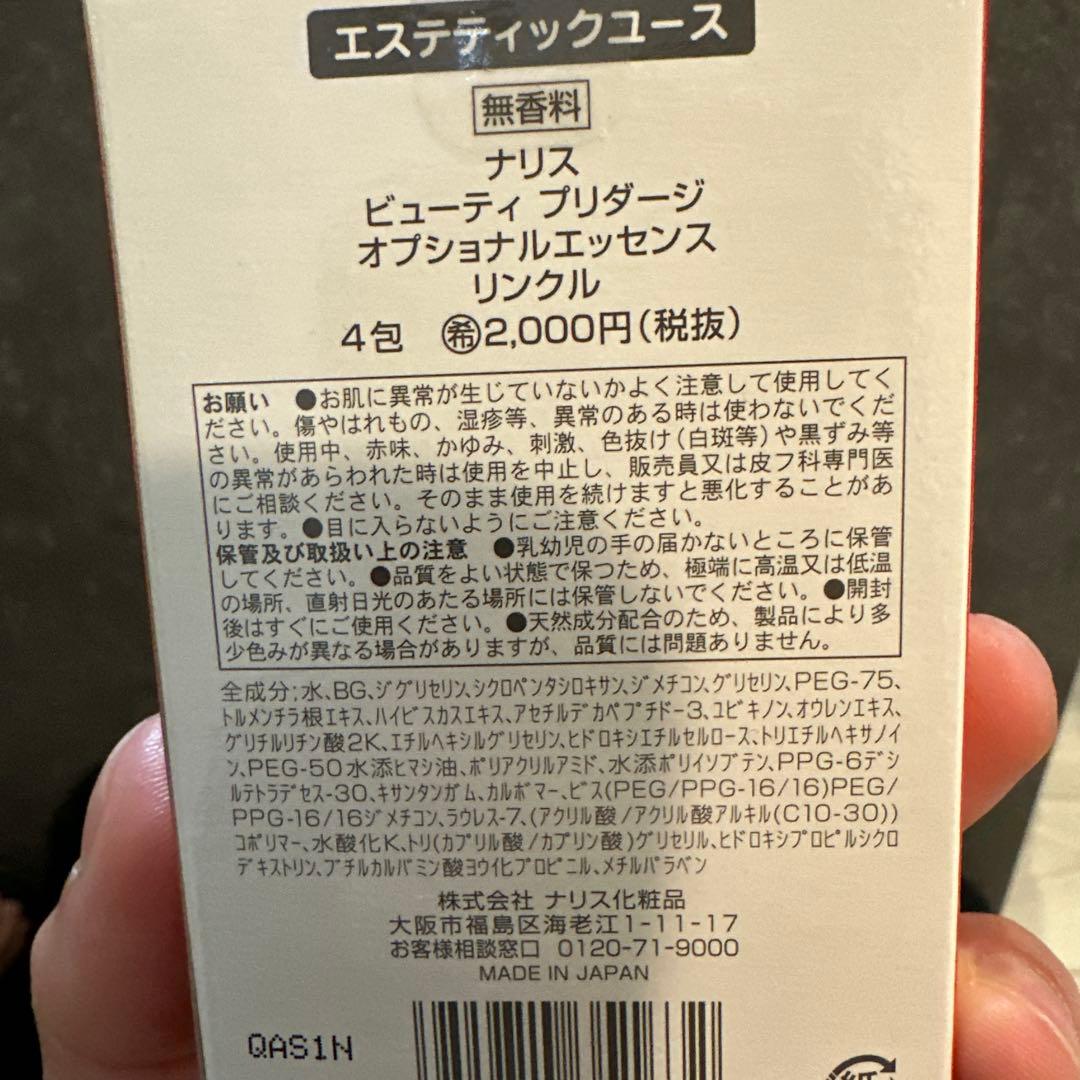 エステティックユース
無香料
ナリス
ビューティ プリダージ
オプショナルエッセンス
リンクル
4包 ㊮2,000円(税抜)
お願い ●お肌に異常が生じていないかよく注意して使用してく
ださい。傷やはれもの、湿疹等、異常のある時は使わないでくだ
さい。使用中、赤味、かゆみ、刺激、色抜け(白斑等)や黒ずみ等
の異常があらわれた時は使用を中止し、販売員又は皮フ科専門医
にご相談ください。そのまま使用を続けますと悪化することがあ
ります。●目に入らないようにご注意ください。
保管及び取扱い上の注意 ●乳幼児の手の届かないところに保管
してください。●品質をよい状態で保つため、極端に高温又は低温
の場所、直射日光のあたる場所には保管しないでください。●開封
後はすぐにご使用ください。●天然成分配合のため、製品により多
少色みが異なる場合がありますが、品質には問題ありません。
全成分;水、BG、ジグリセリン、シクロペンタシロキサン、ジメチコン、グリセリン、PEG-75、
トルメンチラ根エキス、ハイビスカスエキス、アセチルデカペプチド-3、ユビキノン、オウレンエキス、
グリチルリチン酸2K、エチルヘキシルグリセリン、ヒドロキシエチルセルロース、トリエチルヘキサノイ
ン、PEG-50水添ヒマシ油、ポリアクリルアミド、水添ポリイソブテン、PPG-6デシ
ルテトラデセス-30、キサンタンガム、カルボマー、ビス(PEG/PPG-16/16)PEG/
PPG-16/16ジメチコン、ラウレス-7、(アクリル酸/アクリル酸アルキル(C10-30))
コポリマー、水酸化K、トリ(カプリル酸/カプリン酸)グリセリル、ヒドロキシプロピルシクロ
デキストリン、ブチルカルバミン酸ヨウ化プロピニル、メチルパラベン
株式会社 ナリス化粧品
大阪市福島区海老江1-11-17
お客様相談窓口 0120-71-9000
MADE IN JAPAN
QAS1N
紙